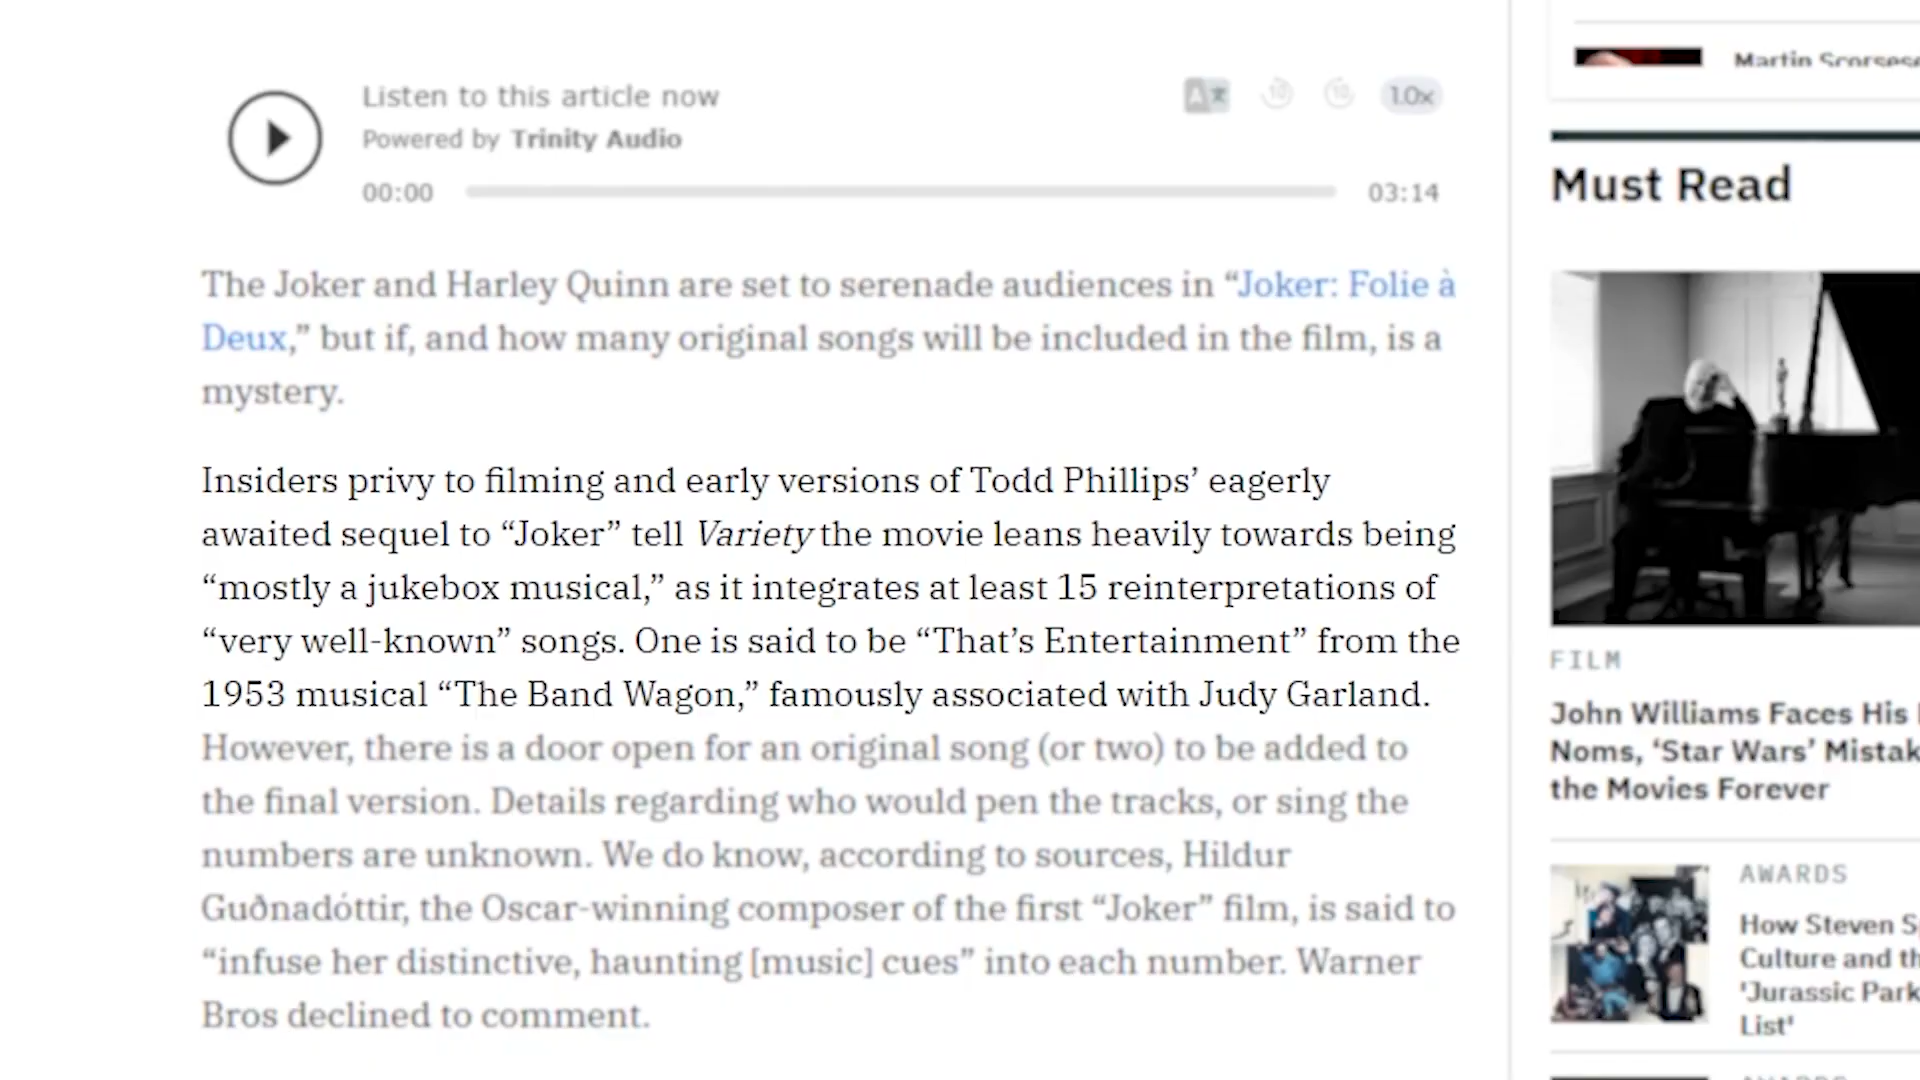 Listen to this article now
Powered by Trinity Audio
1.0x
00:00
03:14
The Joker and Harley Quinn are set to serenade audiences in “Joker: Folie à
Deux,” but if, and how many original songs will be included in the film, is a
mystery.
Insiders privy to filming and early versions of Todd Phillips’ eagerly
awaited sequel to “Joker” tell Variety the movie leans heavily towards being
“mostly a jukebox musical,” as it integrates at least 15 reinterpretations of
“very well-known” songs. One is said to be “That’s Entertainment” from the
1953 musical “The Band Wagon,” famously associated with Judy Garland.
However, there is a door open for an original song (or two) to be added to
the final version. Details regarding who would pen the tracks, or sing the
numbers are unknown. We do know, according to sources, Hildur
Guðnadóttir, the Oscar-winning composer of the first “Joker” film, is said to
“infuse her distinctive, haunting [music] cues” into each number. Warner
Bros declined to comment.
Martin Scorsese
Must Read
FILM
John Williams Faces His
Noms, ‘Star Wars’
the Movies Forever
AWARDS
How Steven
Culture and
'Jurassic Park
List'